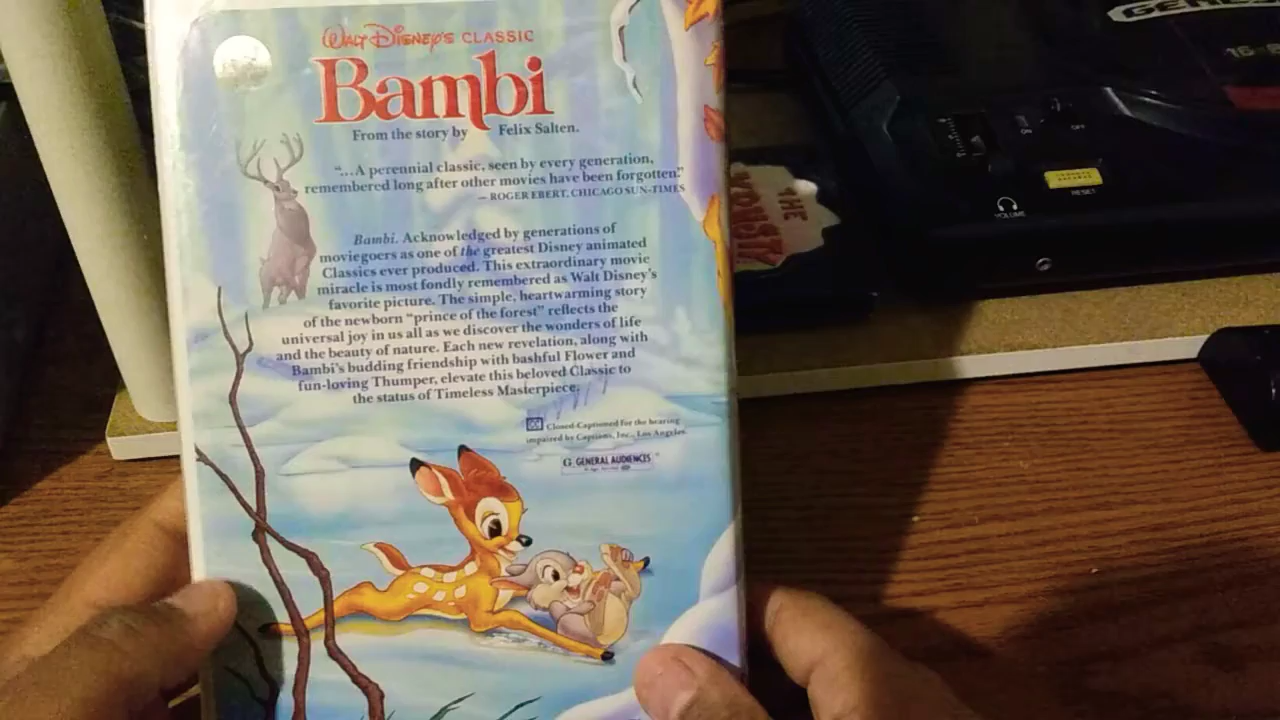 WALT DISNEY'S CLASSIC
Bambi
From the story by Felix Salten.
"...A perennial classic, seen by every generation,
remembered long after other movies have been forgotten."
— ROGER EBERT, CHICAGO SUN-TIMES
Bambi. Acknowledged by generations of
moviegoers as one of the greatest Disney animated
Classics ever produced. This extraordinary movie
miracle is most fondly remembered as Walt Disney's
favorite picture. The simple, heartwarming story
of the newborn "prince of the forest" reflects the
universal joy in us all as we discover the wonders of life
and the beauty of nature. Each new revelation, along with
Bambi's budding friendship with bashful Flower and
fun-loving Thumper, elevate this beloved Classic to
the status of Timeless Masterpiece.
CC Closed-Captioned for the hearing
impaired by Captions, Inc., Los Angeles.
G GENERAL AUDIENCES
GENES
16-B
ON
OFF
RESET
VOLUME
THE